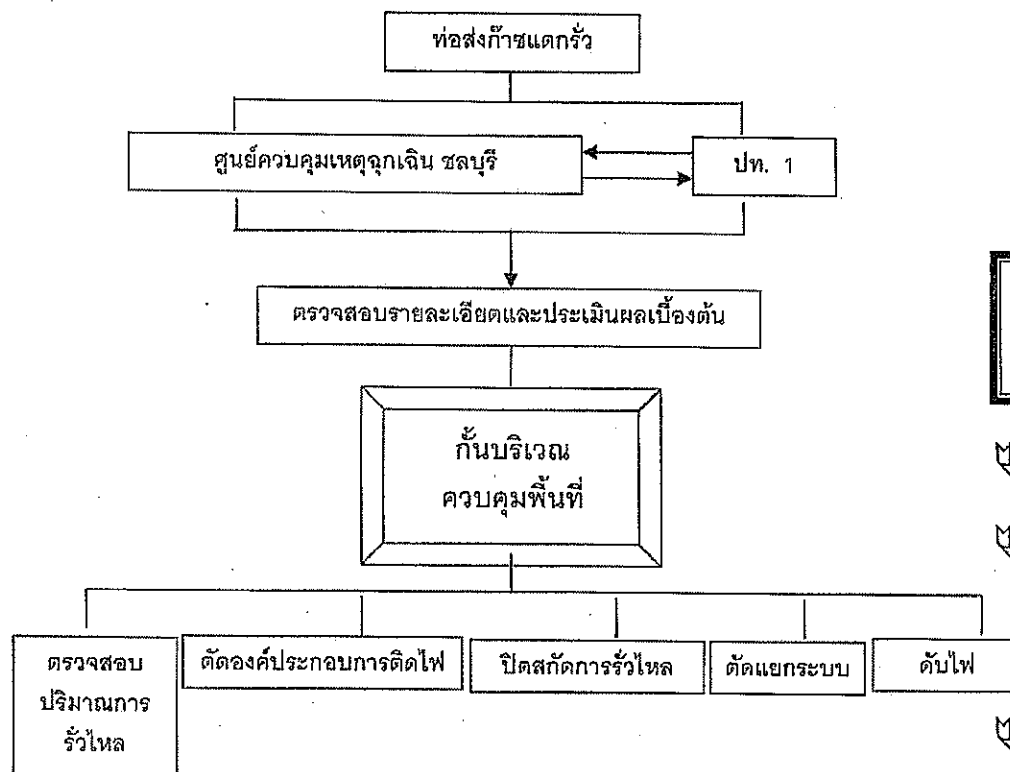 ท่อส่งก๊าซแตกรั่ว
ศูนย์ควบคุมเหตุฉุกเฉิน ชลบุรี
ปท. 1
ตรวจสอบรายละเอียดและประเมินผลเบื้องต้น
กั้นบริเวณ
ควบคุมพื้นที่
ตรวจสอบ
ปริมาณการ
รั่วไหล
ตัดองค์ประกอบการติดไฟ
ปิดสกัดการรั่วไหล
ตัดแยกระบบ
ดับไฟ